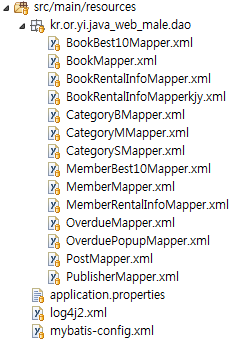 src/main/resources
kr.or.yi.java_web_male.dao
BookBest10Mapper.xml
BookMapper.xml
BookRentalInfoMapper.xml
BookRentalInfoMapperkjy.xml
CategoryBMapper.xml
CategoryMMapper.xml
CategorySMapper.xml
MemberBest10Mapper.xml
MemberMapper.xml
MemberRentalInfoMapper.xml
OverdueMapper.xml
OverduePopupMapper.xml
PostMapper.xml
PublisherMapper.xml
application.properties
log4j2.xml
mybatis-config.xml